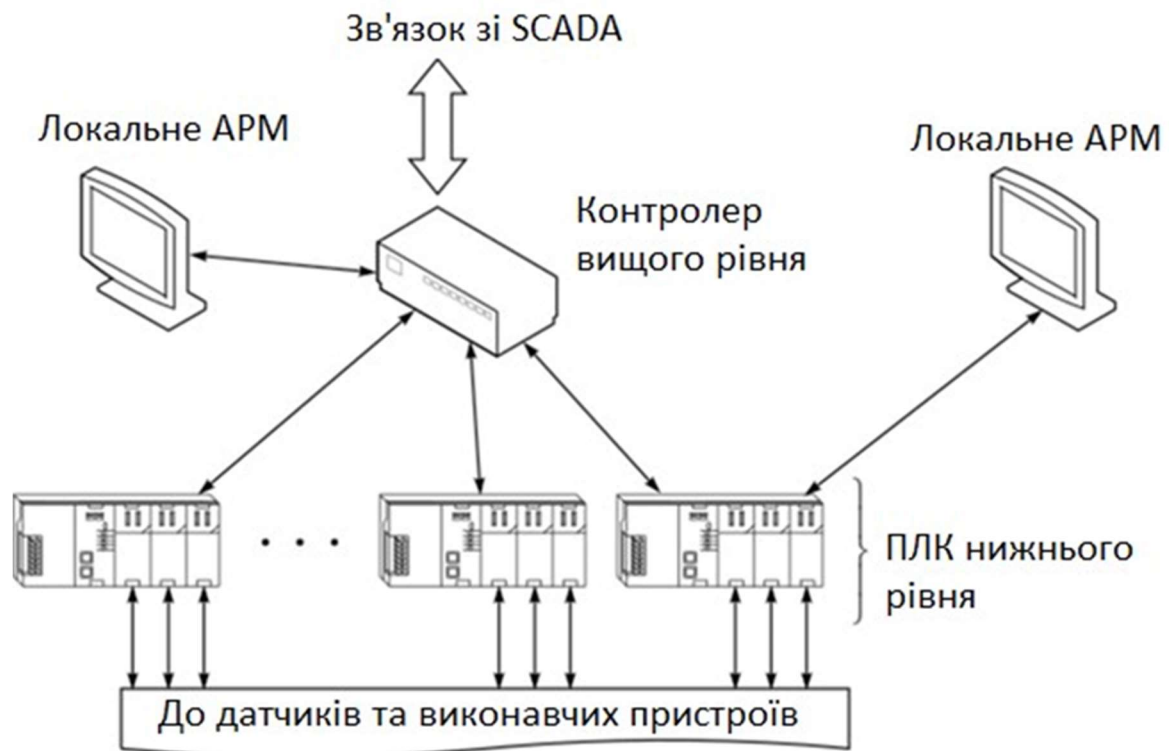 Зв'язок зі SCADA
Локальне АРМ
Локальне АРМ
Контролер
вищого рівня
ПЛК нижнього
рівня
До датчиків та виконавчих пристроїв